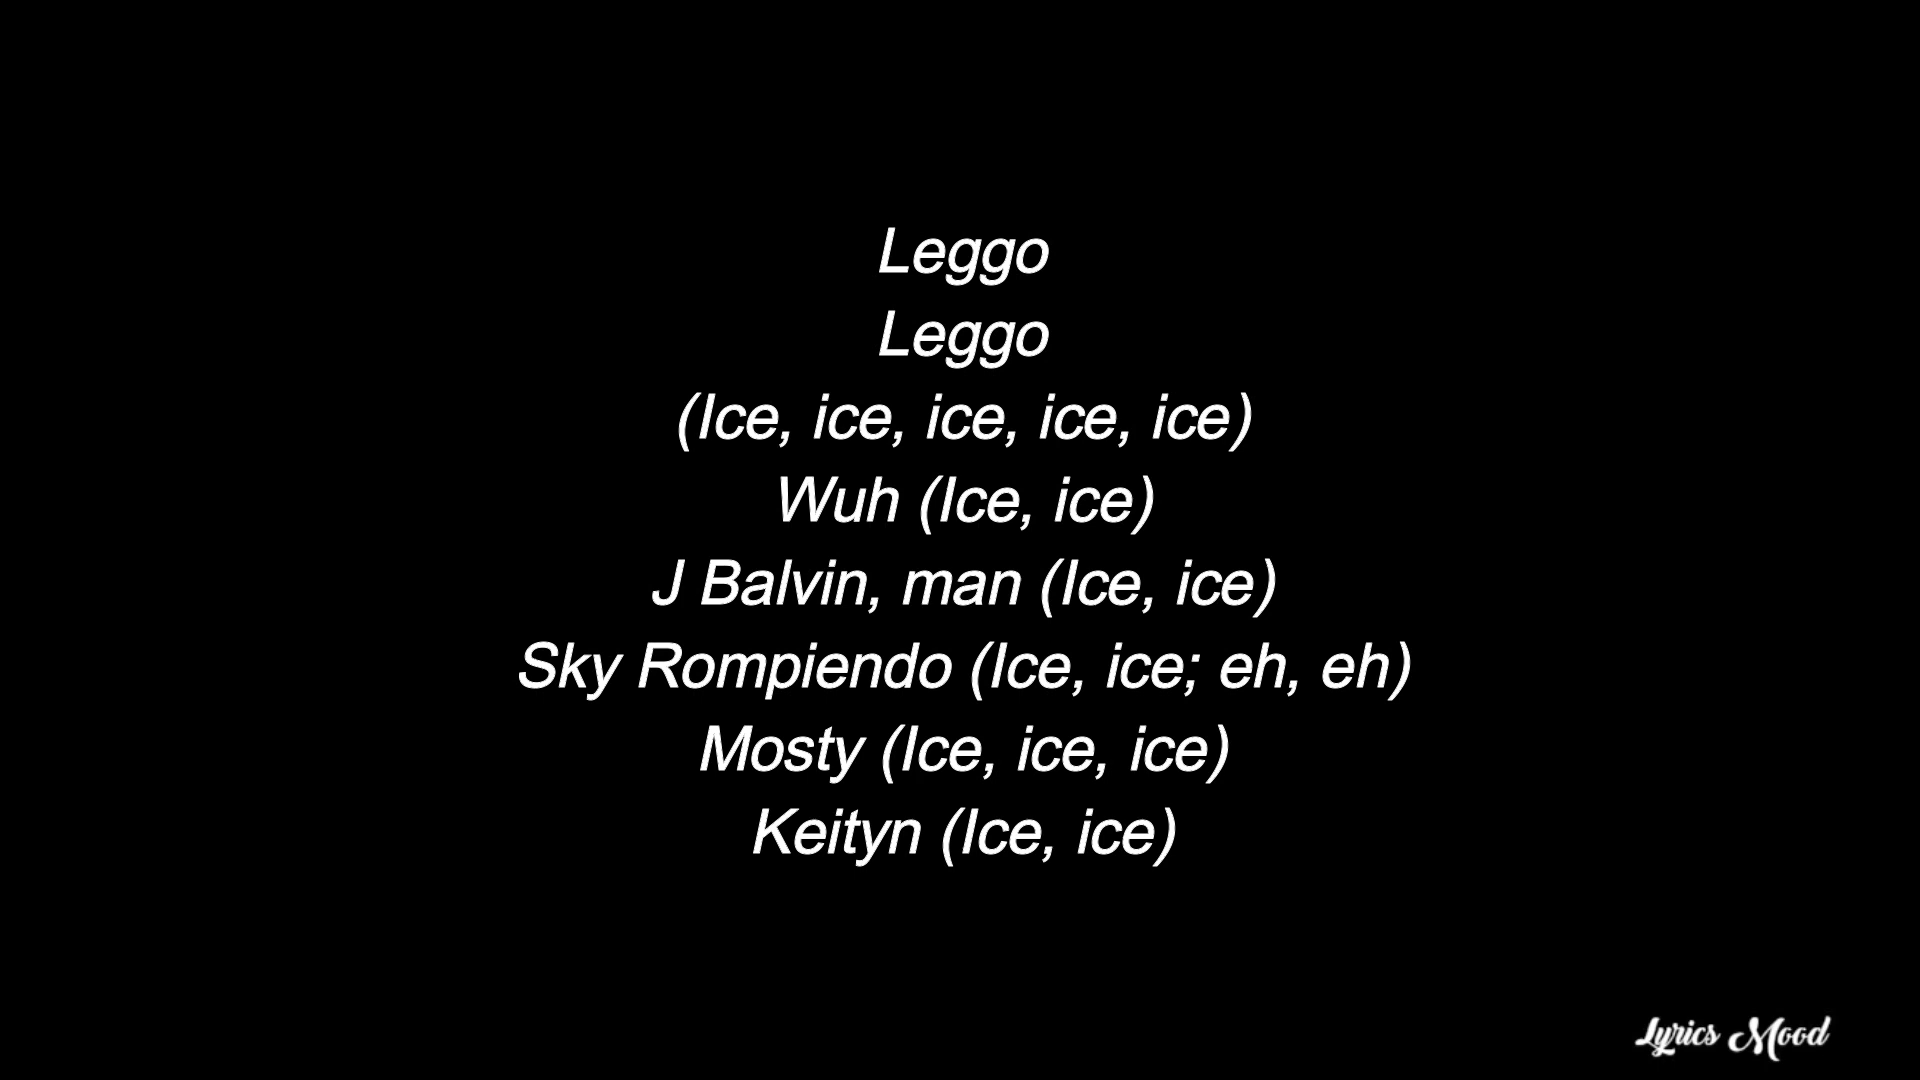 Leggo
Leggo
(Ice, ice, ice, ice, ice)
Wuh (Ice, ice)
J Balvin, man (Ice, ice)
Sky Rompiendo (Ice, ice; eh, eh)
Mosty (Ice, ice, ice)
Keityn (Ice, ice)
Lyrics Mood